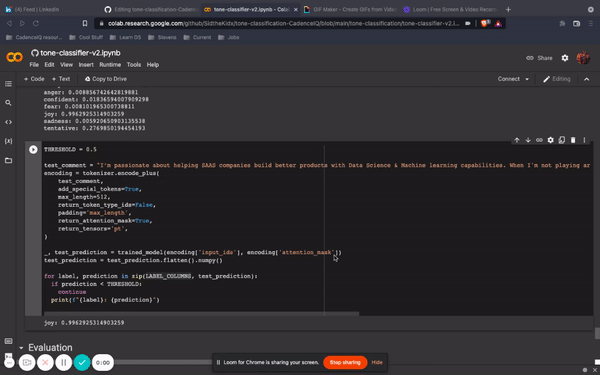 (1) Feed | LinkedIn
Editing tone-classification-Cadence
tone-classifier-v2.ipynb - Colab
GIF Maker - Create GIFs from Video
Loom | Free Screen & Video Record
colab.research.google.com/github/SidtheKids/tone-classification-CadenceIQ/blob/main/tone-classification/tone-classifier-v2.i...
CadenceIQ resour...
Cool Stuff
Learn DS
Stevens
Current
Jobs
tone-classifier-v2.ipynb
Share
File Edit View Insert Runtime Tools Help
+ Code + Text Copy to Drive
Connect
Editing
anger: 0.008856742642819881
confident: 0.01836594007909298
fear: 0.008101965300738811
joy: 0.9962925314903259
sadness: 0.005920650903135538
tentative: 0.2769850194454193
THRESHOLD = 0.5
test_comment = "I'm passionate about helping SAAS companies build better products with Data Science & Machine learning capabilities. When I'm not playing ar
encoding = tokenizer.encode_plus(
test_comment,
add_special_tokens=True,
max_length=512,
return_token_type_ids=False,
padding='max_length',
return_attention_mask=True,
return_tensors='pt',
)
_, test_prediction = trained_model(encoding['input_ids'], encoding['attention_mask'])
test_prediction = test_prediction.flatten().numpy()
for label, prediction in zip(LABEL_COLUMNS, test_prediction):
if prediction < THRESHOLD:
continue
print(f"{label}: {prediction}")
joy: 0.9962925314903259
Evaluation
0:00
Loom for Chrome is sharing your screen.
Stop sharing
Hide